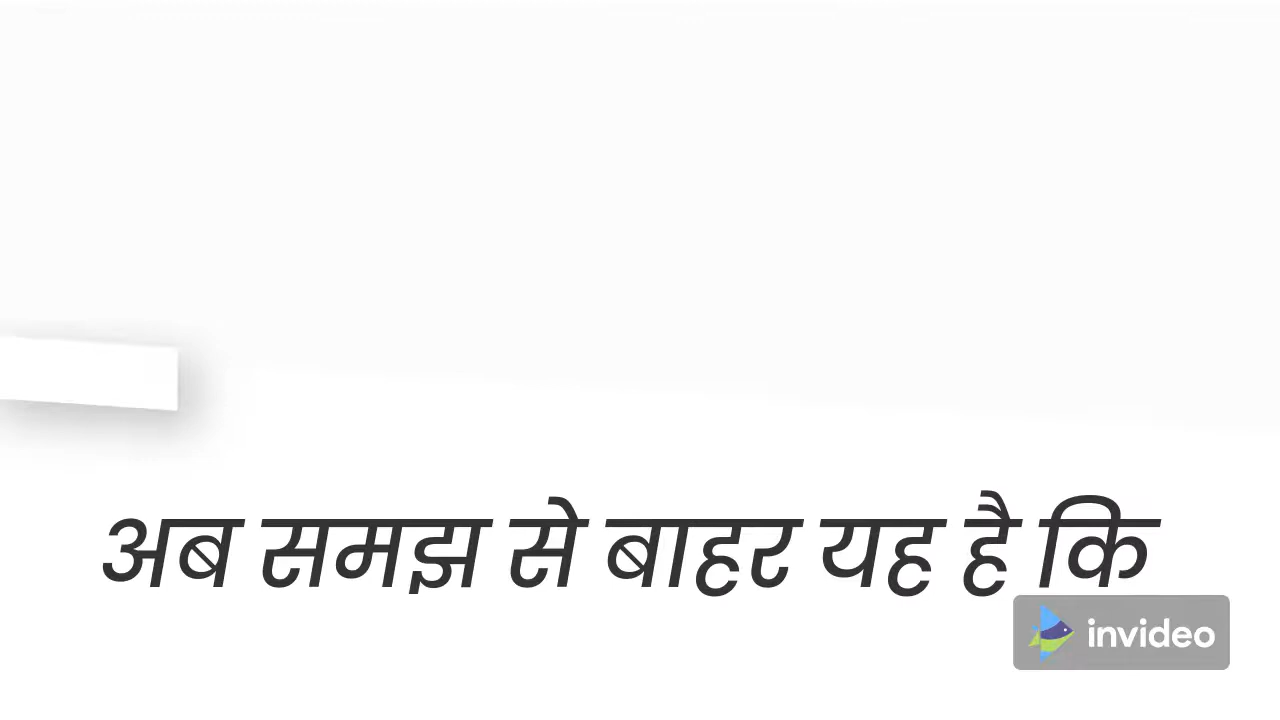 अब समझ से बाहर यह है कि
invideo